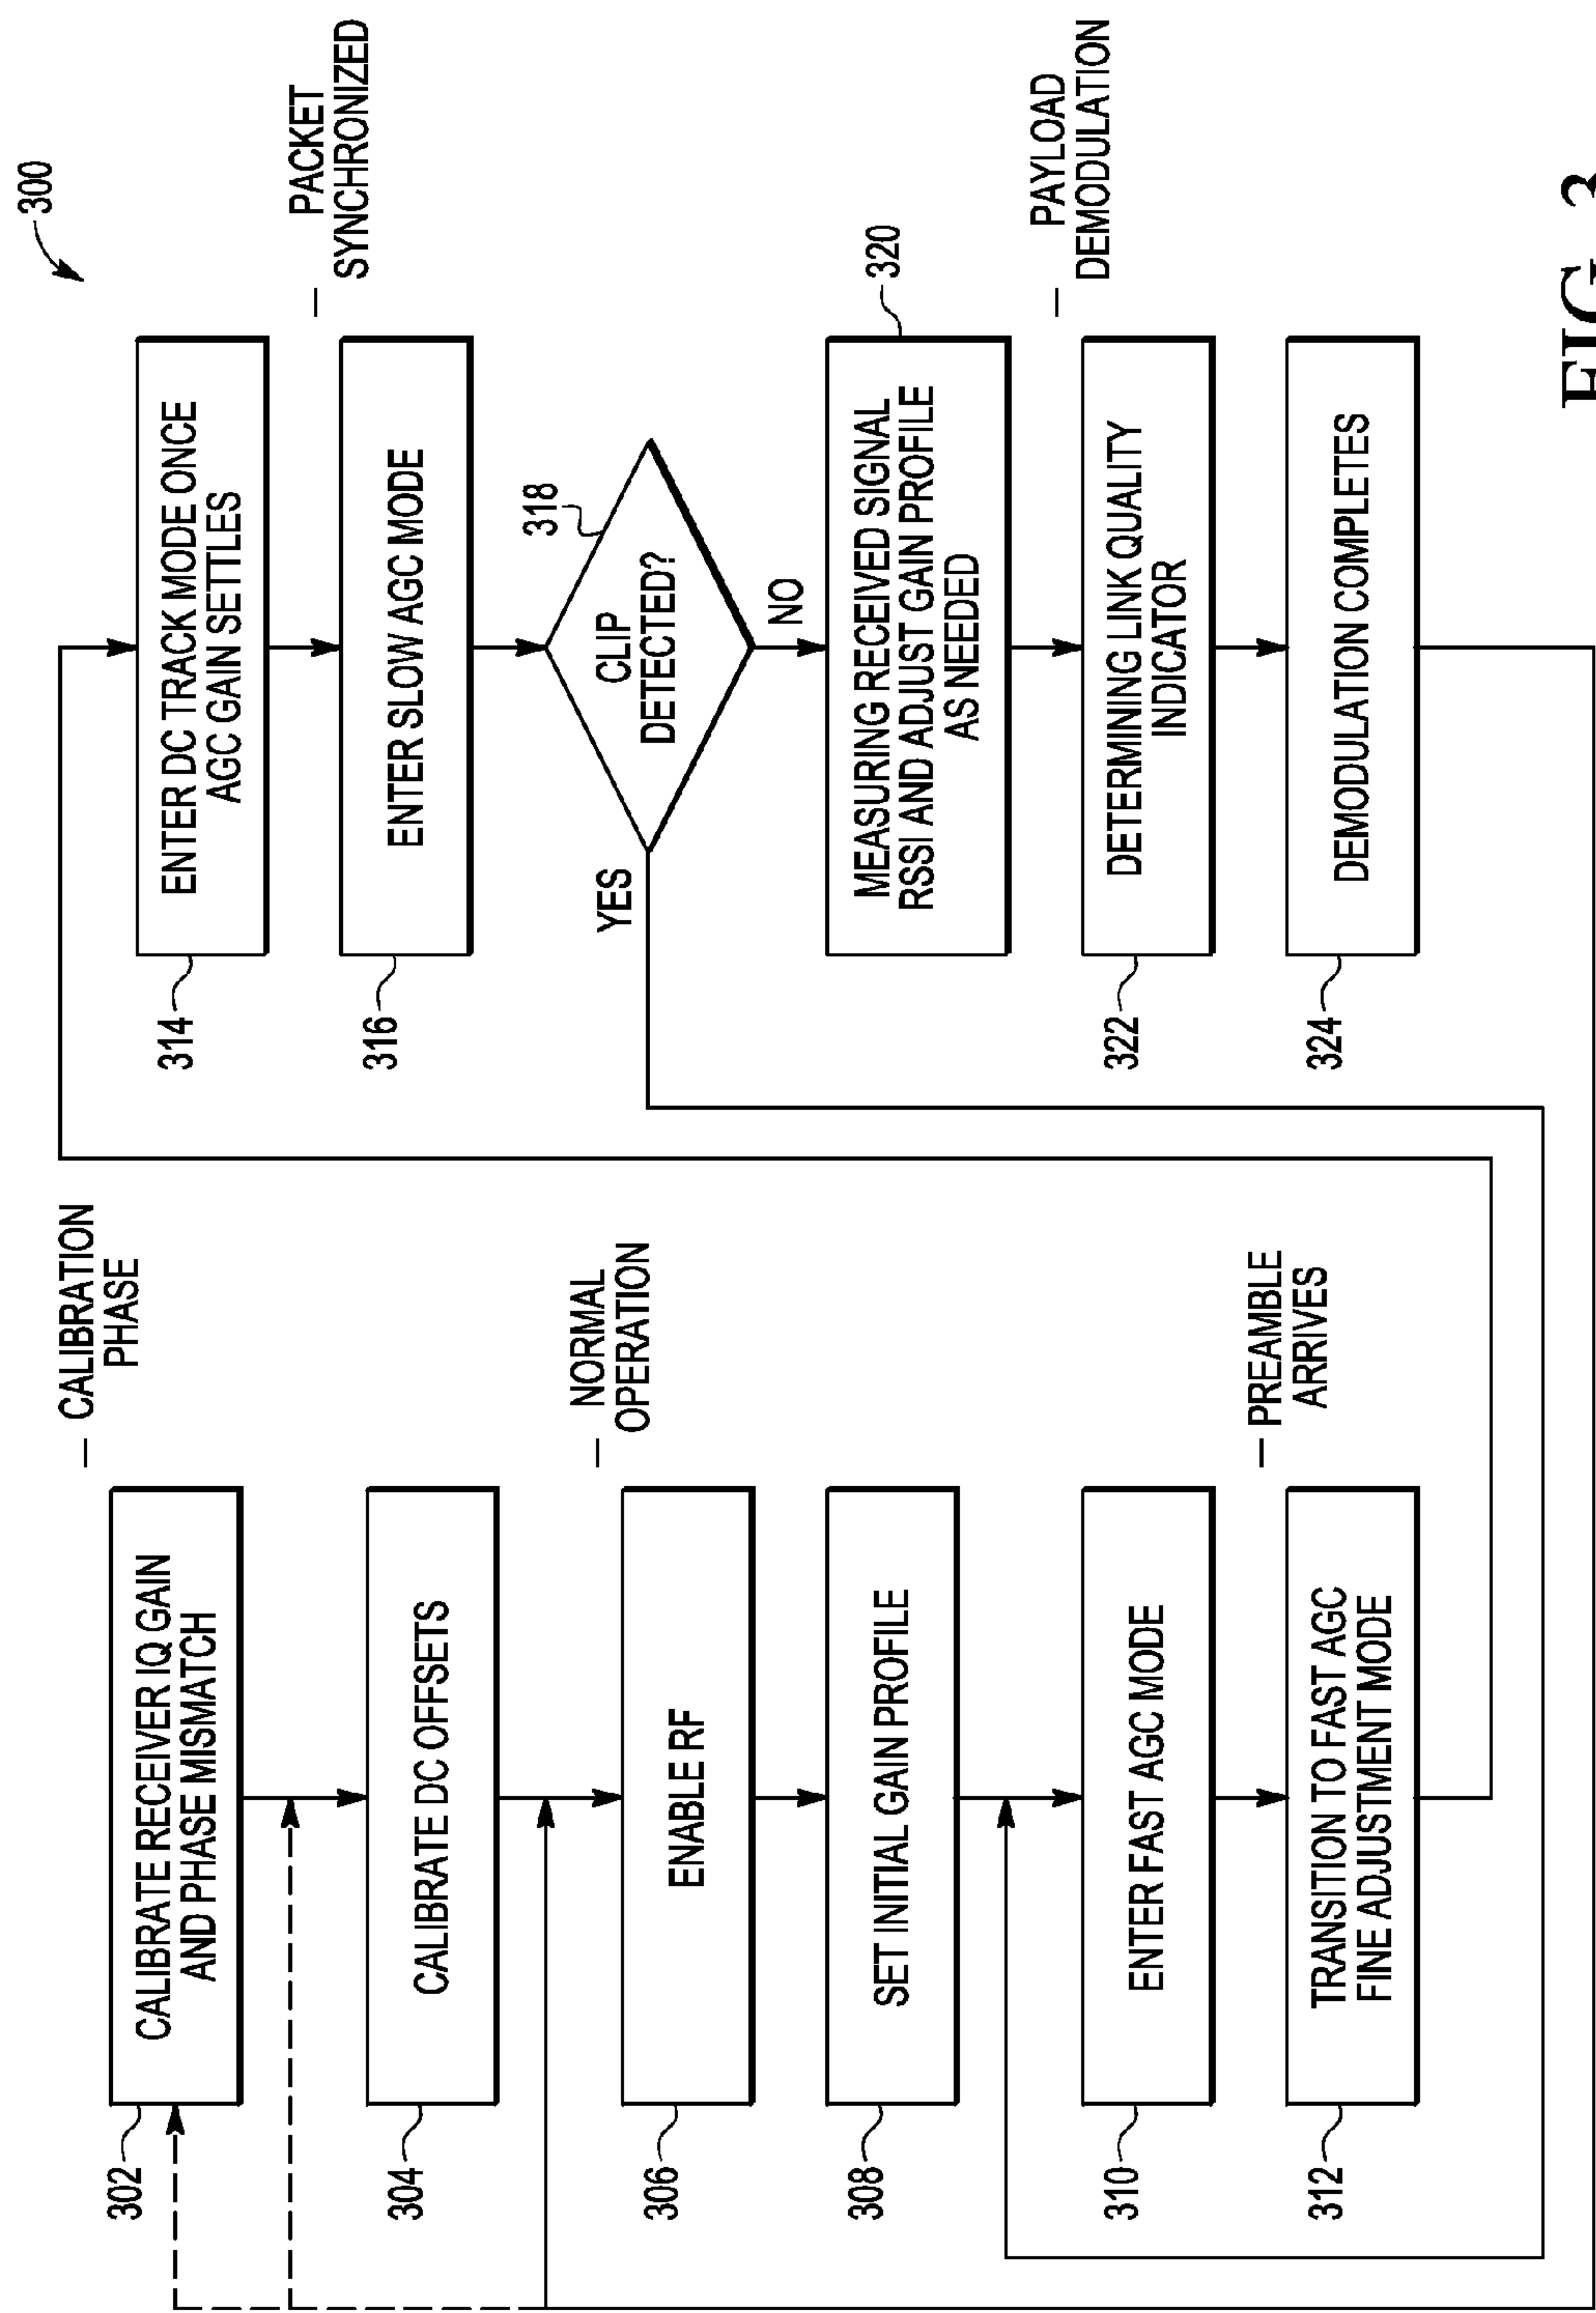 300
CALIBRATION
PHASE
302
CALIBRATE RECEIVER IQ GAIN
AND PHASE MISMATCH
304
CALIBRATE DC OFFSETS
NORMAL
OPERATION
306
ENABLE RF
308
SET INITIAL GAIN PROFILE
310
ENTER FAST AGC MODE
PREAMBLE
ARRIVES
312
TRANSITION TO FAST AGC
FINE ADJUSTMENT MODE
314
ENTER DC TRACK MODE ONCE
AGC GAIN SETTLES
PACKET
SYNCHRONIZED
316
ENTER SLOW AGC MODE
318
CLIP
DETECTED?
YES
NO
320
MEASURING RECEIVED SIGNAL
RSSI AND ADJUST GAIN PROFILE
AS NEEDED
PAYLOAD
DEMODULATION
322
DETERMINING LINK QUALITY
INDICATOR
324
DEMODULATION COMPLETES
FIG. 3